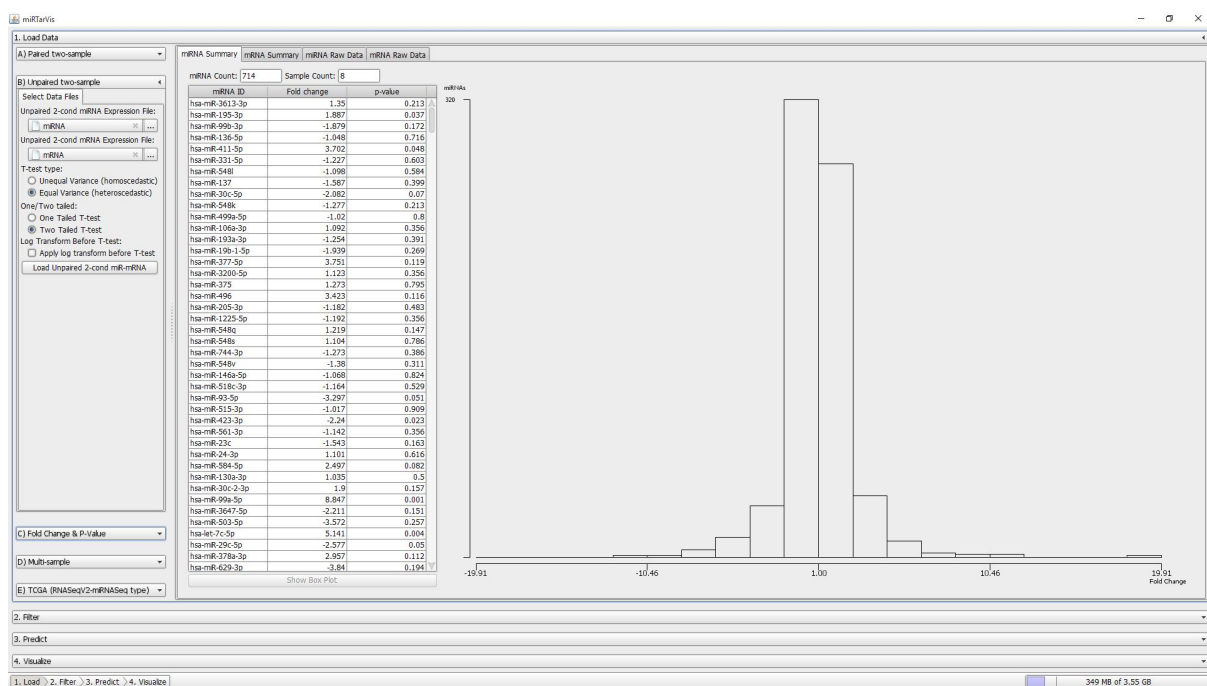 miRTarVis
1. Load Data
A) Paired two-sample
B) Unpaired two-sample
Select Data Files
Unpaired 2-cond miRNA Expression File:
miRNA ...
Unpaired 2-cond mRNA Expression File:
mRNA ...
T-test type:
Unequal Variance (homoscedastic)
Equal Variance (heteroscedastic)
One/Two tailed:
One Tailed T-test
Two Tailed T-test
Log Transform Before T-test:
Apply log transform before T-test
Load Unpaired 2-cond miR-mRNA
C) Fold Change & P-Value
D) Multi-sample
E) TCGA (RNASeqV2-miRNASeq type)
miRNA Summary mRNA Summary miRNA Raw Data mRNA Raw Data
miRNA Count: 714 Sample Count: 8
miRNA ID Fold change p-value
hsa-miR-3613-3p 1.35 0.213
hsa-miR-195-3p 1.887 0.037
hsa-miR-99b-3p -1.879 0.172
hsa-miR-136-5p -1.048 0.716
hsa-miR-411-5p 3.702 0.048
hsa-miR-331-5p -1.227 0.603
hsa-miR-548l -1.098 0.584
hsa-miR-137 -1.587 0.399
hsa-miR-30c-5p -2.082 0.07
hsa-miR-548k -1.277 0.213
hsa-miR-499a-5p -1.02 0.8
hsa-miR-106a-3p 1.092 0.356
hsa-miR-193a-3p -1.254 0.391
hsa-miR-19b-1-5p -1.939 0.269
hsa-miR-377-5p 3.751 0.119
hsa-miR-3200-5p 1.123 0.356
hsa-miR-375 1.273 0.795
hsa-miR-496 3.423 0.116
hsa-miR-205-3p -1.182 0.483
hsa-miR-1225-5p -1.192 0.356
hsa-miR-548q 1.219 0.147
hsa-miR-548s 1.104 0.786
hsa-miR-744-3p -1.273 0.386
hsa-miR-548v -1.38 0.311
hsa-miR-146a-5p -1.068 0.824
hsa-miR-518c-3p -1.164 0.529
hsa-miR-93-5p -3.297 0.051
hsa-miR-515-3p -1.017 0.909
hsa-miR-423-3p -2.24 0.023
hsa-miR-561-3p -1.142 0.356
hsa-miR-23c -1.543 0.163
hsa-miR-24-3p 1.101 0.616
hsa-miR-584-5p 2.497 0.082
hsa-miR-130a-3p 1.035 0.5
hsa-miR-30c-2-3p 1.9 0.157
hsa-miR-99a-5p 8.847 0.001
hsa-miR-3647-5p -2.211 0.151
hsa-miR-503-5p -3.572 0.257
hsa-let-7c-5p 5.141 0.004
hsa-miR-29c-5p -2.577 0.05
hsa-miR-378a-3p 2.957 0.112
hsa-miR-629-3p -3.84 0.194
Show Box Plot
miRNAs
320
-19.91 -10.46 1.00 10.46 19.91
Fold Change
2. Filter
3. Predict
4. Visualize
1. Load 2. Filter 3. Predict 4. Visualize
349 MB of 3.55 GB